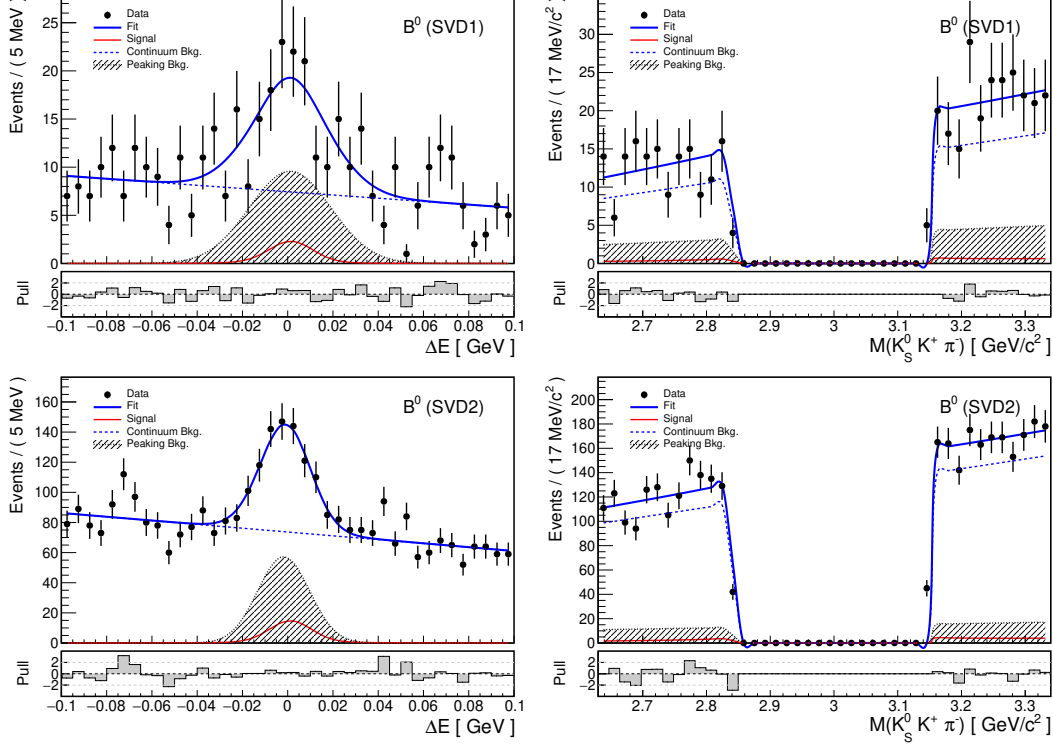 Events / ( 5 MeV )
25
20
15
10
5
0
Data
Fit
Signal
Continuum Bkg.
Peaking Bkg.
B⁰ (SVD1)
Pull
2
0
−2
−0.1 −0.08 −0.06 −0.04 −0.02 0 0.02 0.04 0.06 0.08 0.1
ΔE [ GeV ]
Events / ( 17 MeV/c² )
30
25
20
15
10
5
0
Data
Fit
Signal
Continuum Bkg.
Peaking Bkg.
B⁰ (SVD1)
Pull
2
0
−2
2.7 2.8 2.9 3 3.1 3.2 3.3
M(K⁰_S K⁺ π⁻) [ GeV/c² ]
Events / ( 5 MeV )
160
140
120
100
80
60
40
20
0
Data
Fit
Signal
Continuum Bkg.
Peaking Bkg.
B⁰ (SVD2)
Pull
2
0
−2
−0.1 −0.08 −0.06 −0.04 −0.02 0 0.02 0.04 0.06 0.08 0.1
ΔE [ GeV ]
Events / ( 17 MeV/c² )
200
180
160
140
120
100
80
60
40
20
0
Data
Fit
Signal
Continuum Bkg.
Peaking Bkg.
B⁰ (SVD2)
Pull
2
0
−2
2.7 2.8 2.9 3 3.1 3.2 3.3
M(K⁰_S K⁺ π⁻) [ GeV/c² ]